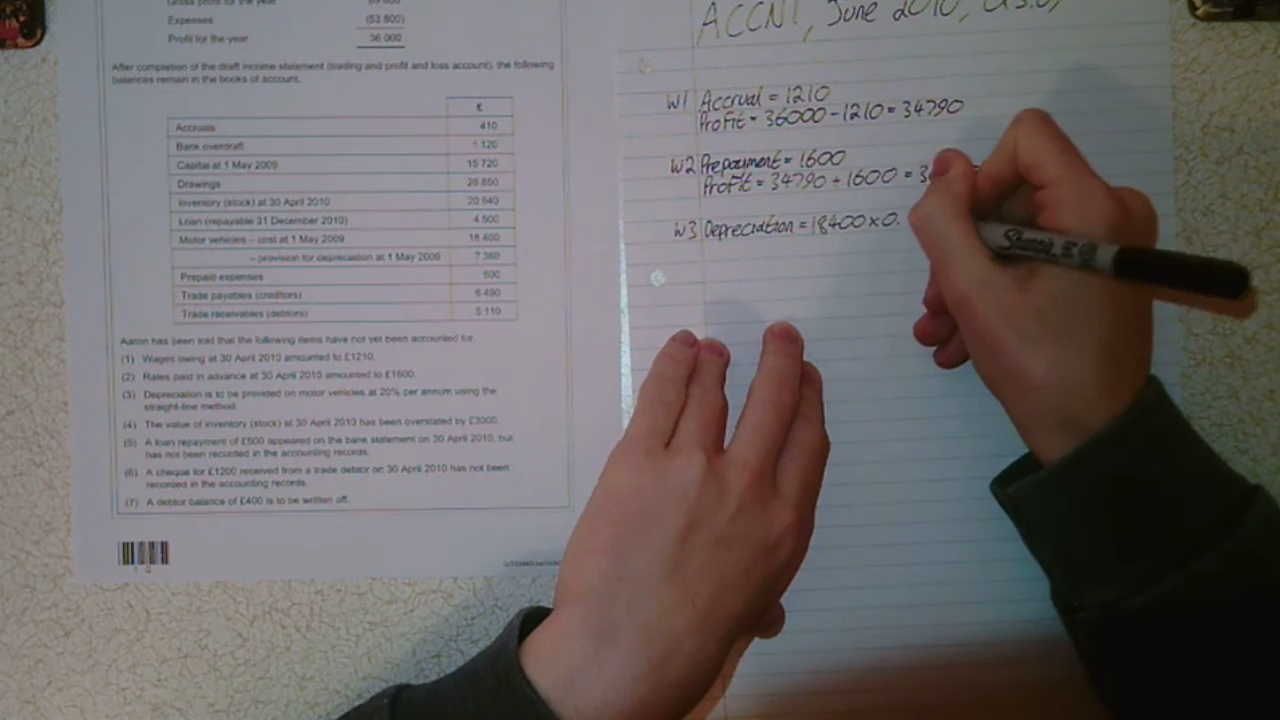 Gross profit for the year
Expenses (53 800)
Profit for the year 36 000
After completion of the draft income statement (trading and profit and loss account), the following
balances remain in the books of account.
£
Accruals 410
Bank overdraft 1 120
Capital at 1 May 2009 15 720
Drawings
Inventory (stock) at 30 April 2010 20 640
Loan (repayable 31 December 2010)
Motor vehicles – cost at 1 May 2009 18 400
– provision for depreciation at 1 May 2009 7 360
Prepaid expenses 600
Trade payables (creditors) 6 490
Trade receivables (debtors) 5 110
Aaron has been told that the following items have not yet been accounted for.
(1) Wages owing at 30 April 2010 amounted to £1210.
(2) Rates paid in advance at 30 April 2010 amounted to £1600.
(3) Depreciation is to be provided on motor vehicles at 20% per annum using the
straight-line method.
(4) The value of inventory (stock) at 30 April 2010 has been overstated by £3000.
(5) A loan repayment of £500 appeared on the bank statement on 30 April 2010, but
has not been recorded in the accounting records.
(6) A cheque for £1200 received from a trade debtor on 30 April 2010 has not been
recorded in the accounting records.
(7) A debtor balance of £400 is to be written off.
ACCN1, June 2010,
W1 Accrual = 1210
Profit = 36000 - 1210 = 34790
W2 Prepayment = 1600
Profit = 34790 + 1600 = 3
W3 Depreciation = 18400 x 0.
Sharpie